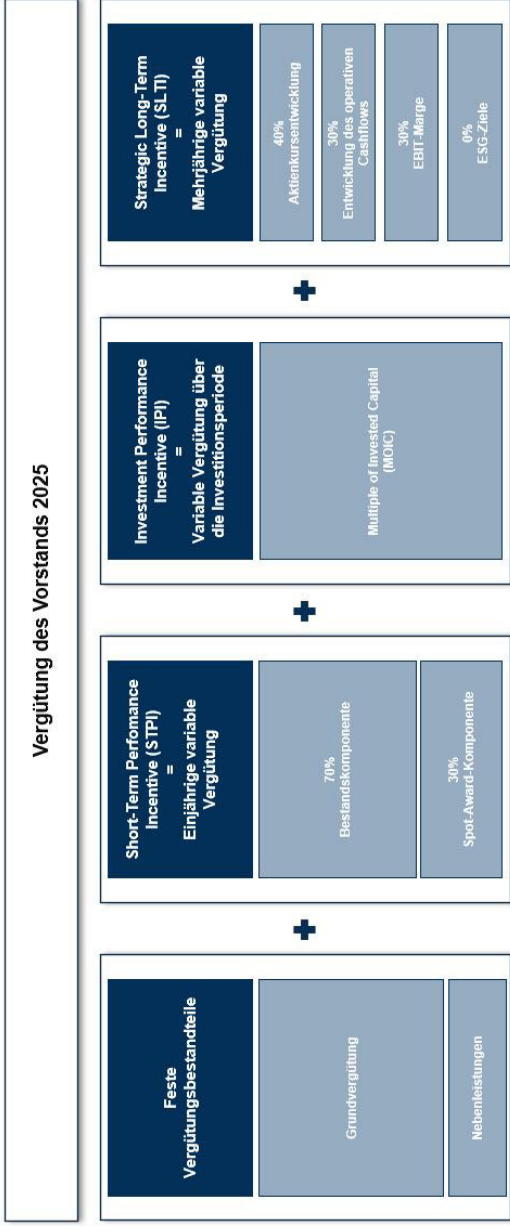 Vergütung des Vorstands 2025
Feste
Vergütungsbestandteile
Grundvergütung
Nebenleistungen
Short-Term Perfomance
Incentive (STPI)
=
Einjährige variable
Vergütung
70%
Bestandskomponente
30%
Spot-Award-Komponente
Investment Performance
Incentive (IPI)
=
Variable Vergütung über
die Investitionsperiode
Multiple of Invested Capital
(MOIC)
Strategic Long-Term
Incentive (SLTI)
=
Mehrjährige variable
Vergütung
40%
Aktienkursentwicklung
30%
Entwicklung des operativen
Cashflows
30%
EBIT-Marge
0%
ESG-Ziele